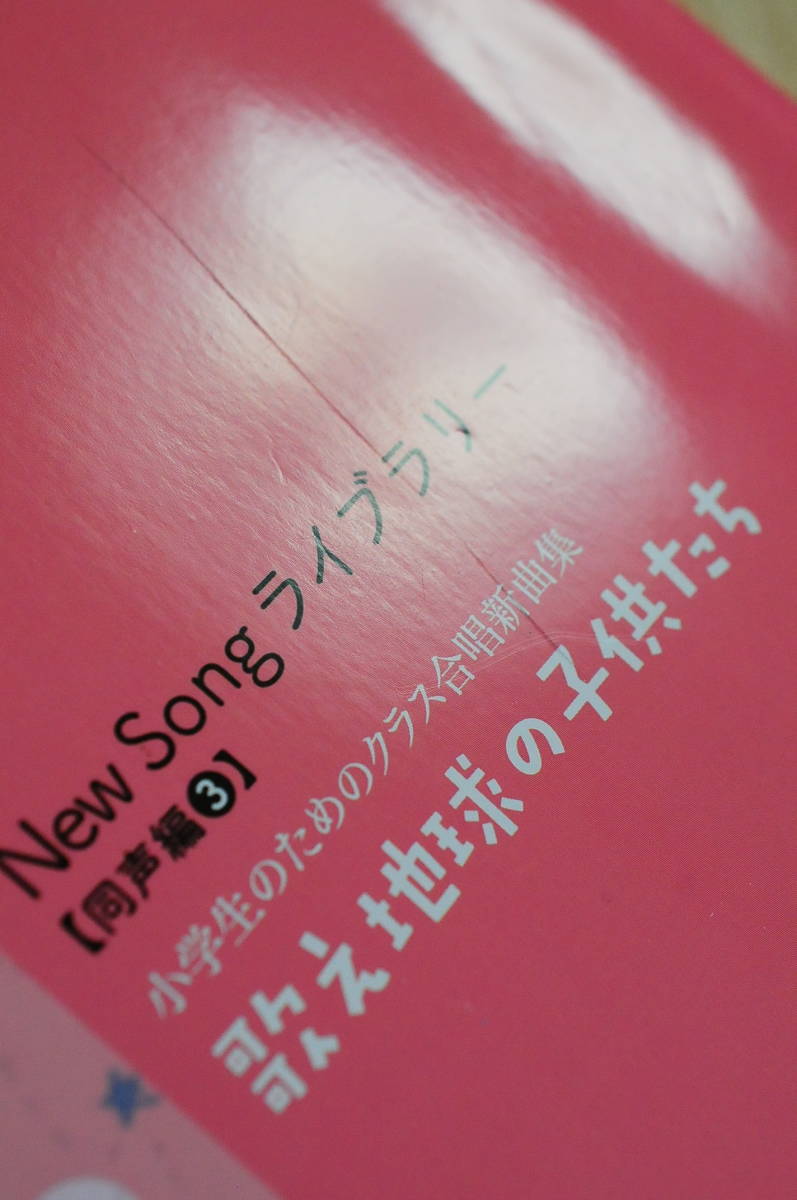 New Song ライブラリー
【同声編❸】
小学生のためのクラス合唱新曲集
歌え地球の子供たち